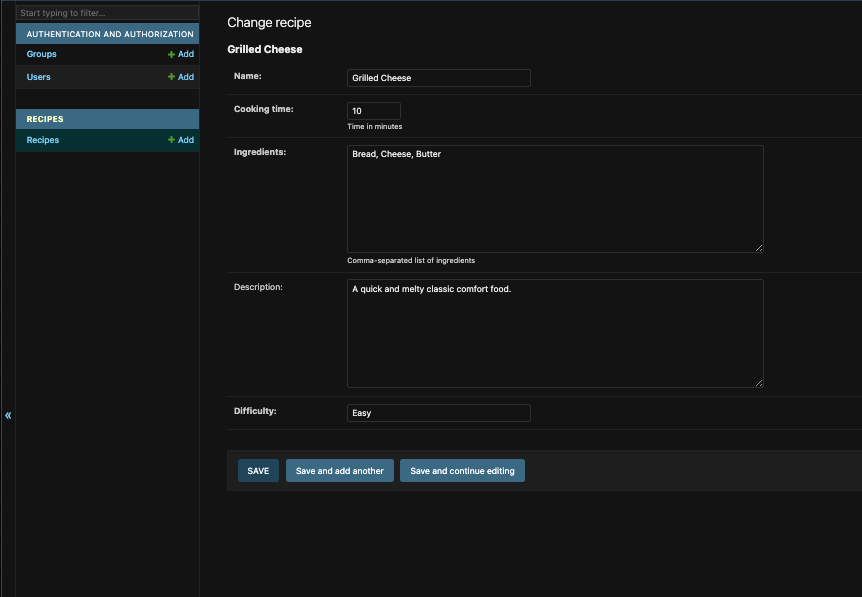 Start typing to filter...
AUTHENTICATION AND AUTHORIZATION
Groups + Add
Users + Add
RECIPES
Recipes + Add
«
Change recipe
Grilled Cheese
Name: Grilled Cheese
Cooking time: 10
Time in minutes
Ingredients: Bread, Cheese, Butter
Comma-separated list of ingredients
Description: A quick and melty classic comfort food.
Difficulty: Easy
SAVE Save and add another Save and continue editing